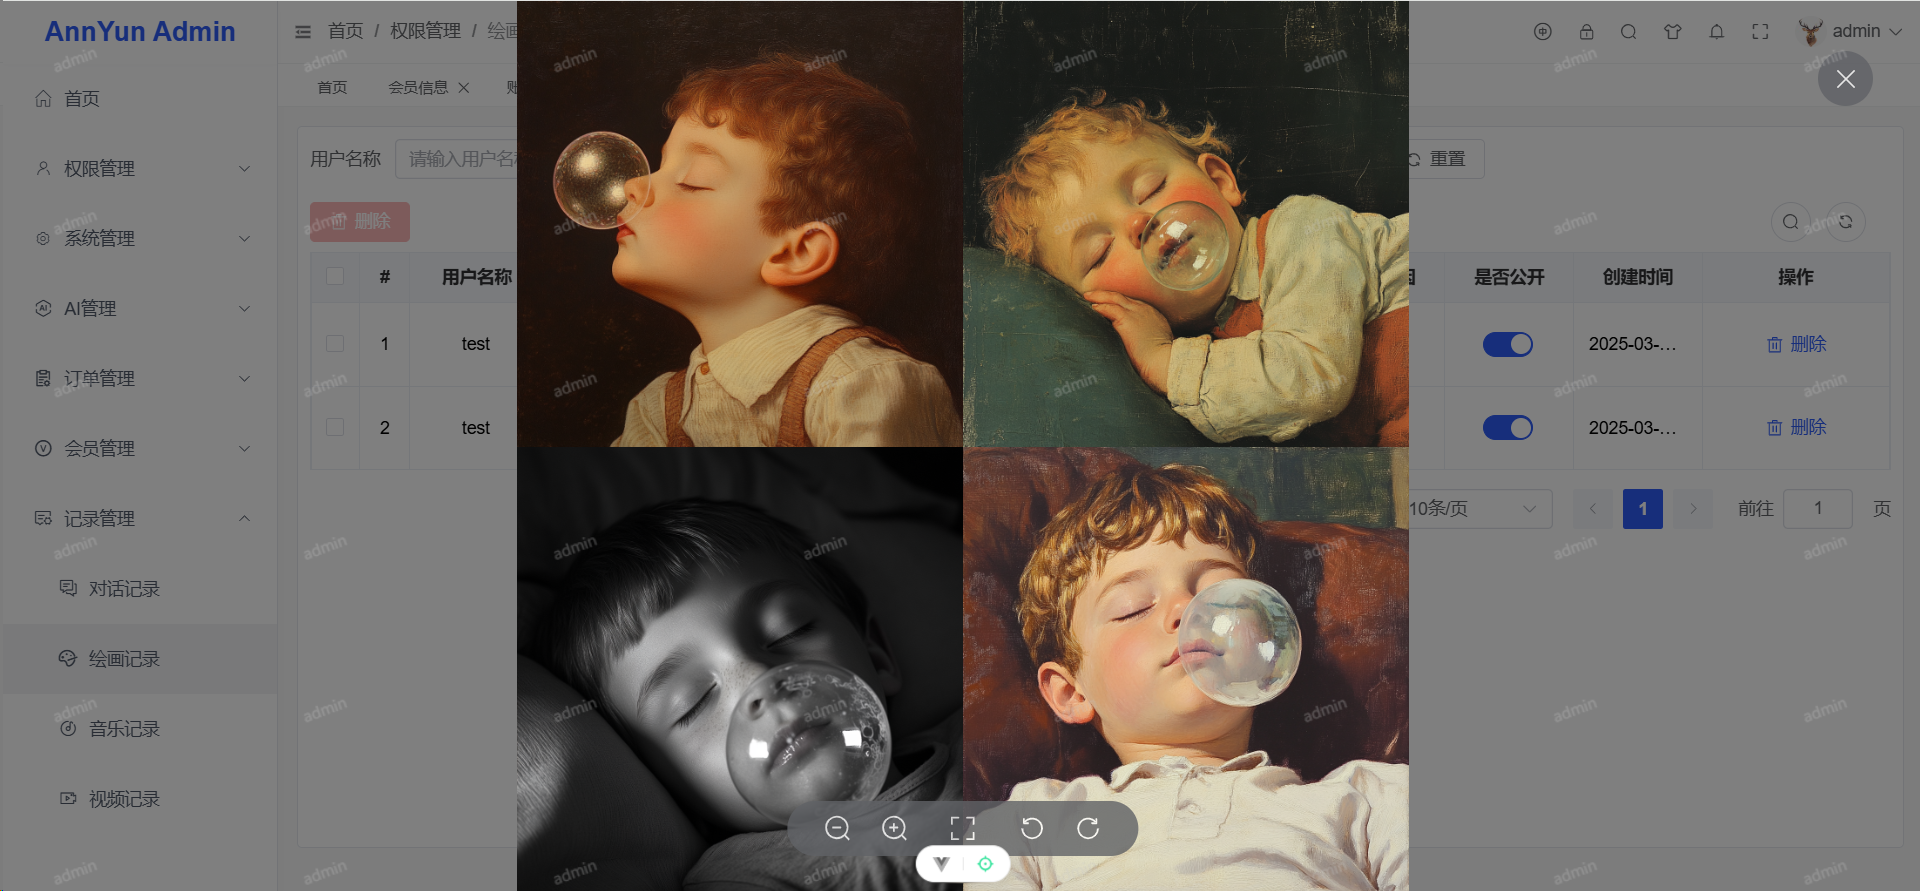 AnnYun Admin
首页 / 权限管理 / 绘画
admin
首页
会员信息
首页
权限管理
系统管理
AI管理
订单管理
会员管理
记录管理
对话记录
绘画记录
音乐记录
视频记录
用户名称
请输入用户名称
重置
删除
# 用户名称 是否公开 创建时间 操作
1 test 2025-03-... 删除
2 test 2025-03-... 删除
10条/页
1
前往 1 页
admin